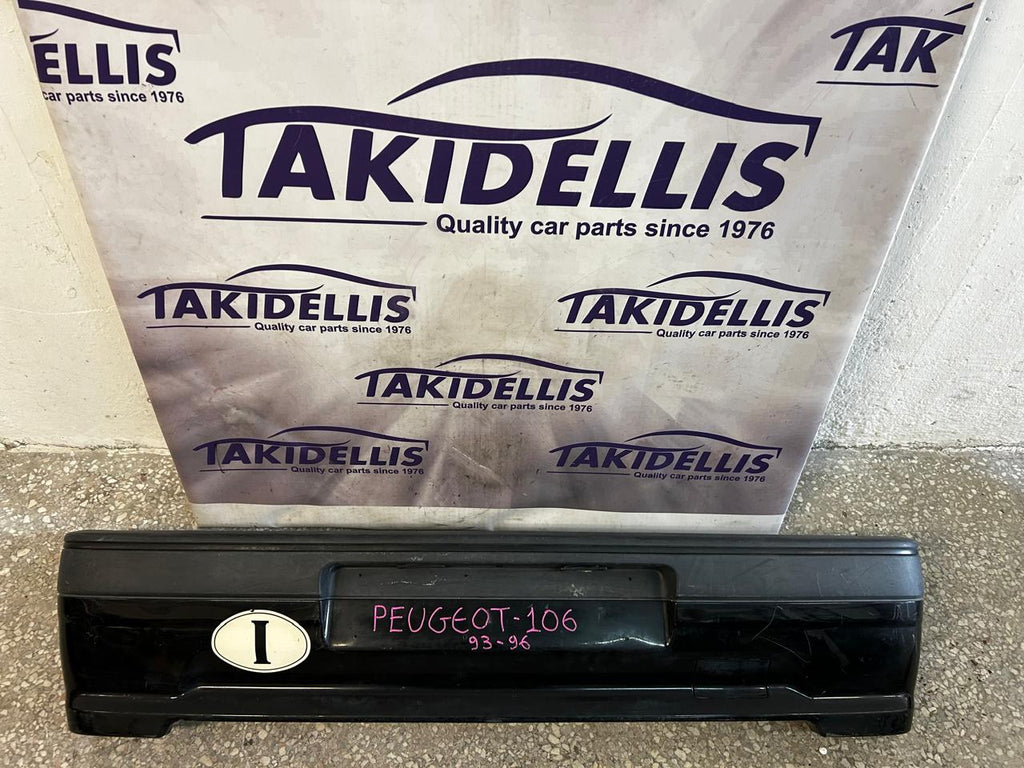 ELLIS
car parts since 1976
TAK
TAKIDELLIS
Quality car parts since 1976
TAKIDELLIS
Quality car parts since 1976
TAKIDELLIS
Quality car parts since 1976
TAKIDELLIS
Quality car parts since 1976
TAKIDELLIS
Quality car parts since 1976
TAKIDELLIS
Quality car parts since 1976
PEUGEOT-106
93-96
I